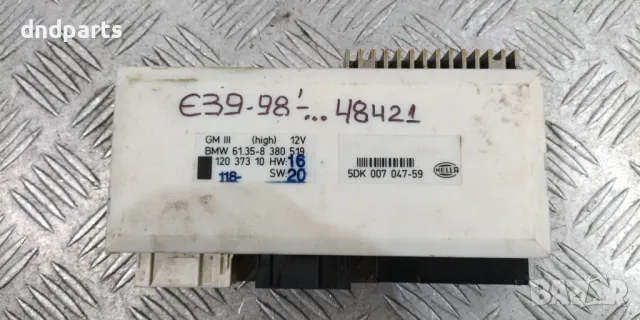 dndparts
E39-98'-... 48421
GM III (high) 12V
BMW 61.35-8 380 519
120 373 10 HW: 16
118- SW: 20
5DK 007 047-59
HELLA
BAZAR